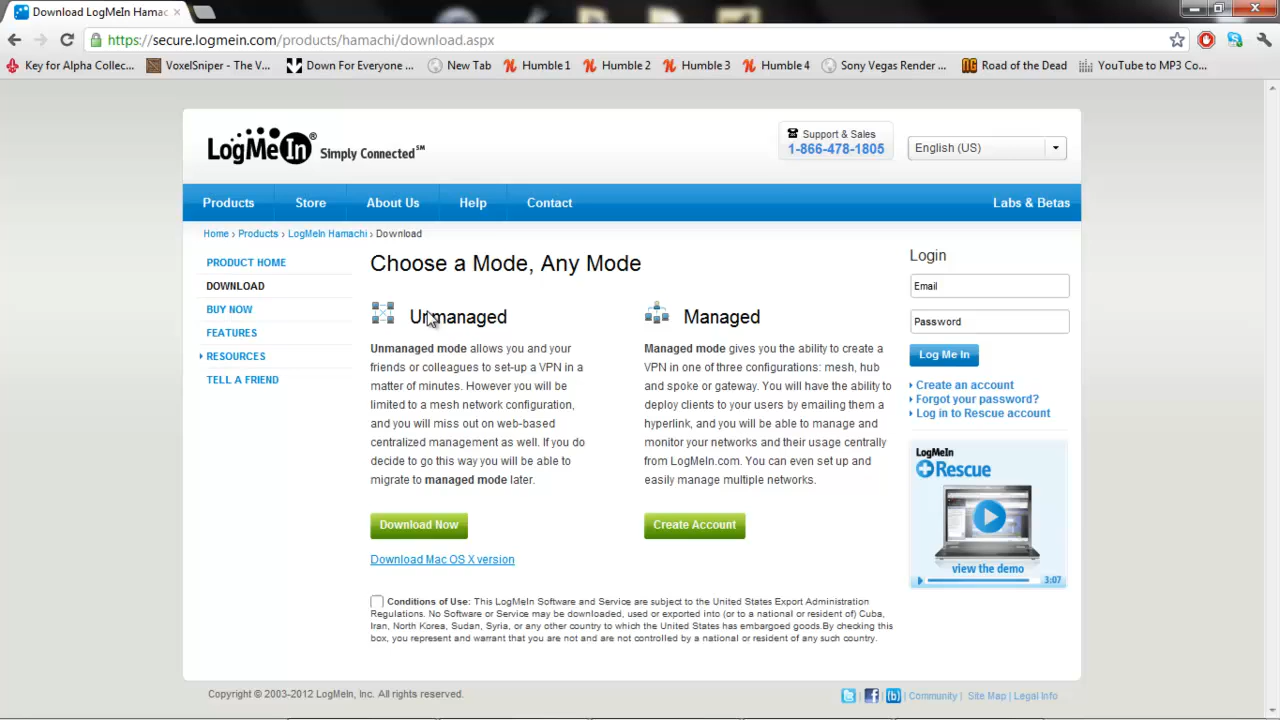 Download LogMeIn Hamac
https://secure.logmein.com/products/hamachi/download.aspx
Key for Alpha Collec...
VoxelSniper - The V...
Down For Everyone ...
New Tab
Humble 1
Humble 2
Humble 3
Humble 4
Sony Vegas Render ...
Road of the Dead
YouTube to MP3 Co...
LogMeIn® Simply Connected℠
Support & Sales
1-866-478-1805
English (US)
Products
Store
About Us
Help
Contact
Labs & Betas
Home › Products › LogMeIn Hamachi › Download
PRODUCT HOME
DOWNLOAD
BUY NOW
FEATURES
RESOURCES
TELL A FRIEND
Choose a Mode, Any Mode
Unmanaged
Unmanaged mode allows you and your
friends or colleagues to set-up a VPN in a
matter of minutes. However you will be
limited to a mesh network configuration,
and you will miss out on web-based
centralized management as well. If you do
decide to go this way you will be able to
migrate to managed mode later.
Download Now
Download Mac OS X version
Managed
Managed mode gives you the ability to create a
VPN in one of three configurations: mesh, hub
and spoke or gateway. You will have the ability to
deploy clients to your users by emailing them a
hyperlink, and you will be able to manage and
monitor your networks and their usage centrally
from LogMeIn.com. You can even set up and
easily manage multiple networks.
Create Account
Conditions of Use: This LogMeIn Software and Service are subject to the United States Export Administration
Regulations. No Software or Service may be downloaded, used or exported into (or to a national or resident of) Cuba,
Iran, North Korea, Sudan, Syria, or any other country to which the United States has embargoed goods.By checking this
box, you represent and warrant that you are not and are not controlled by a national or resident of any such country.
Login
Email
Password
Log Me In
Create an account
Forgot your password?
Log in to Rescue account
LogMeIn
Rescue
view the demo
3:07
Copyright © 2003-2012 LogMeIn, Inc. All rights reserved.
Community | Site Map | Legal Info